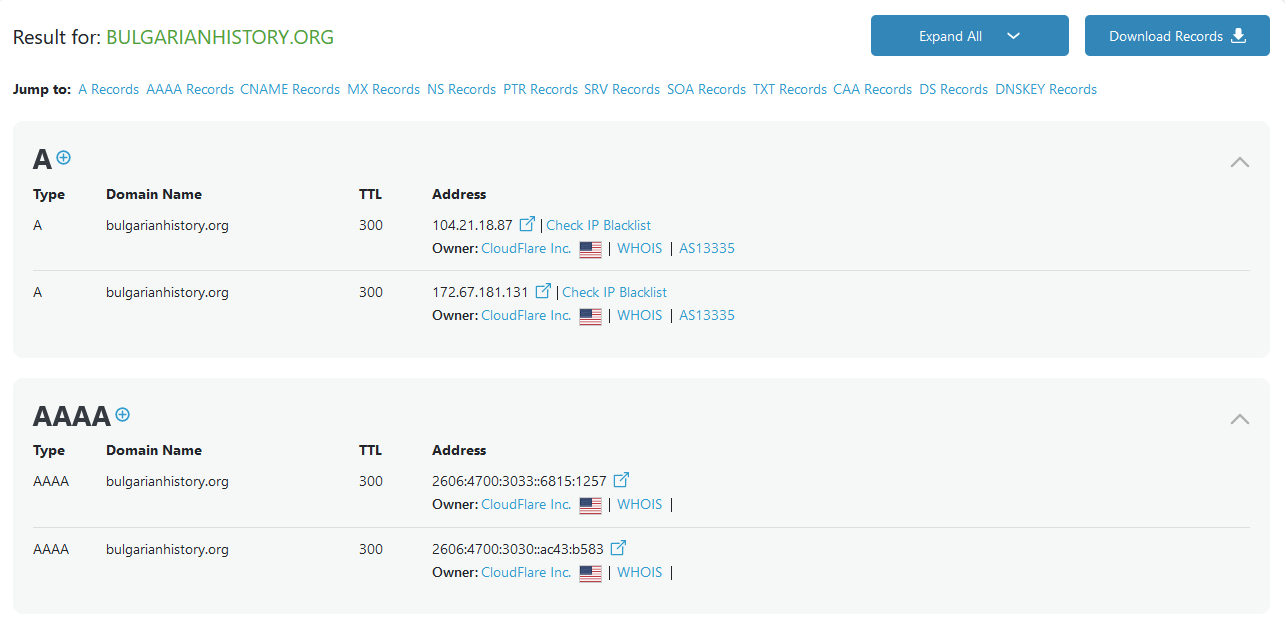 Result for: BULGARIANHISTORY.ORG
Expand All
Download Records
Jump to: A Records AAAA Records CNAME Records MX Records NS Records PTR Records SRV Records SOA Records TXT Records CAA Records DS Records DNSKEY Records
A
Type Domain Name TTL Address
A bulgarianhistory.org 300 104.21.18.87 | Check IP Blacklist
Owner: CloudFlare Inc. | WHOIS | AS13335
A bulgarianhistory.org 300 172.67.181.131 | Check IP Blacklist
Owner: CloudFlare Inc. | WHOIS | AS13335
AAAA
Type Domain Name TTL Address
AAAA bulgarianhistory.org 300 2606:4700:3033::6815:1257
Owner: CloudFlare Inc. | WHOIS |
AAAA bulgarianhistory.org 300 2606:4700:3030::ac43:b583
Owner: CloudFlare Inc. | WHOIS |